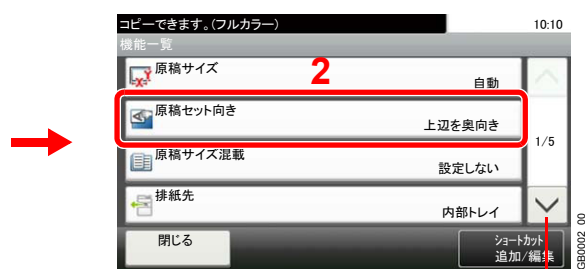 コピーできます。(フルカラー)
10:10
機能一覧
原稿サイズ
2
自動
原稿セット向き
上辺を奥向き
1/5
原稿サイズ混載
設定しない
排紙先
内部トレイ
閉じる
ショートカット
追加/編集
GB0002_00